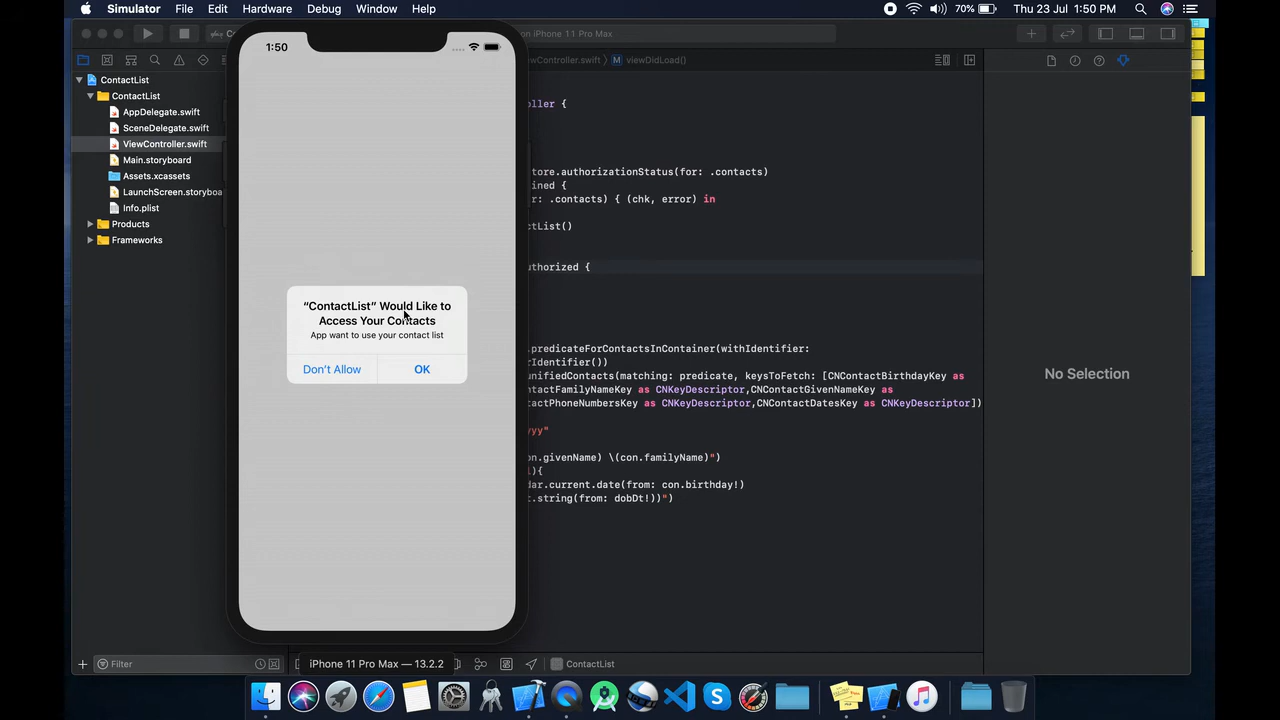 Simulator File Edit Hardware Debug Window Help 70% Thu 23 Jul 1:50 PM
iPhone 11 Pro Max
1:50
wController.swift M viewDidLoad()
ContactList
ContactList
AppDelegate.swift
SceneDelegate.swift
ViewController.swift
Main.storyboard
Assets.xcassets
LaunchScreen.storyboa
Info.plist
Products
Frameworks
oller {
tore.authorizationStatus(for: .contacts)
ined {
r: .contacts) { (chk, error) in
ctList()
uthorized {
“ContactList” Would Like to
Access Your Contacts
App want to use your contact list
Don’t Allow OK
.predicateForContactsInContainer(withIdentifier:
rIdentifier())
unifiedContacts(matching: predicate, keysToFetch: [CNContactBirthdayKey as
ntactFamilyNameKey as CNKeyDescriptor,CNContactGivenNameKey as
ntactPhoneNumbersKey as CNKeyDescriptor,CNContactDatesKey as CNKeyDescriptor])
yyy"
on.givenName) \(con.familyName)")
l){
dar.current.date(from: con.birthday!)
t.string(from: dobDt!))")
No Selection
Filter
iPhone 11 Pro Max — 13.2.2
ContactList